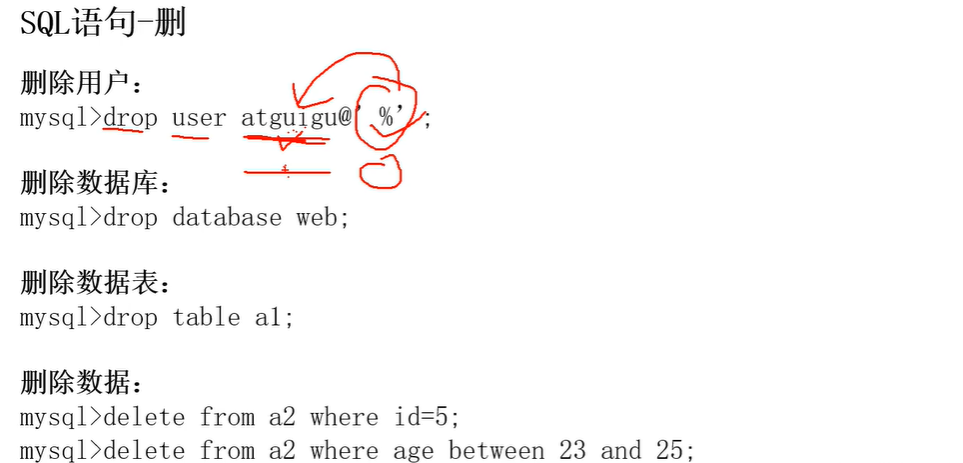 SQL语句-删
删除用户：
mysql>drop user atguigu@'%';
删除数据库：
mysql>drop database web;
删除数据表：
mysql>drop table a1;
删除数据：
mysql>delete from a2 where id=5;
mysql>delete from a2 where age between 23 and 25;